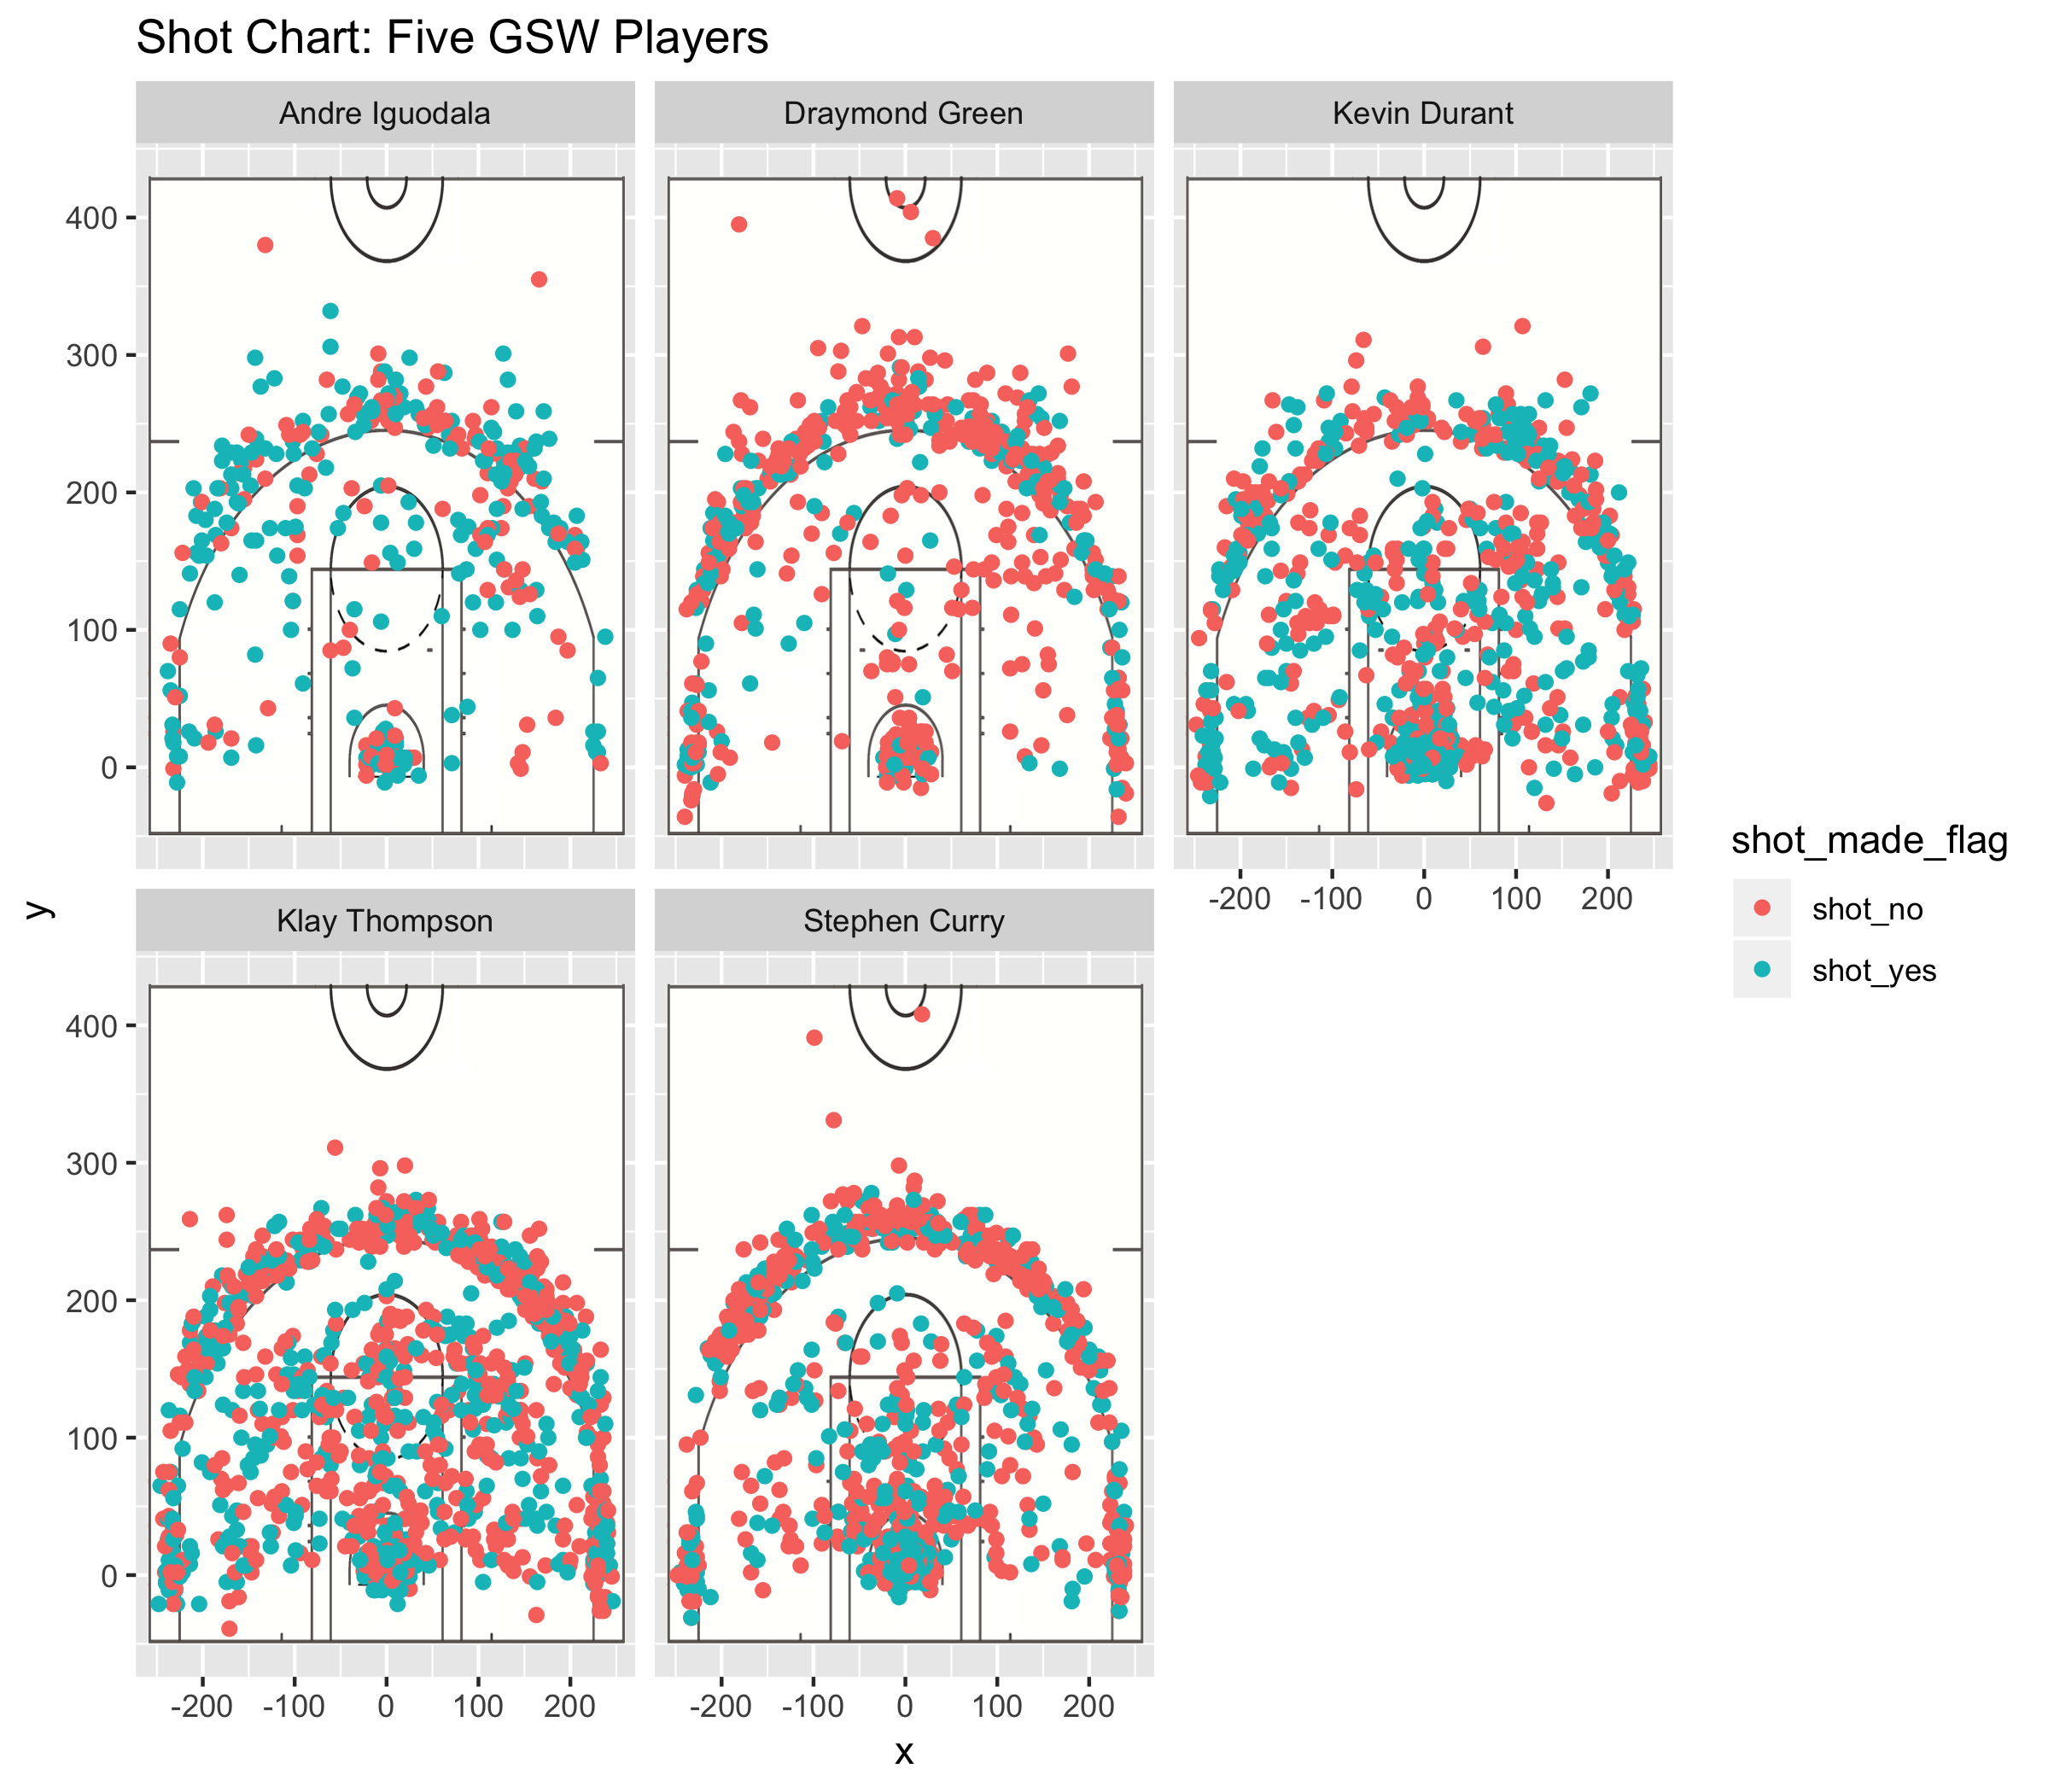 Shot Chart: Five GSW Players
Andre Iguodala
Draymond Green
Kevin Durant
400
300
200
100
0
-200 -100 0 100 200
Klay Thompson
Stephen Curry
400
300
200
100
0
-200 -100 0 100 200
-200 -100 0 100 200
x
y
shot_made_flag
shot_no
shot_yes